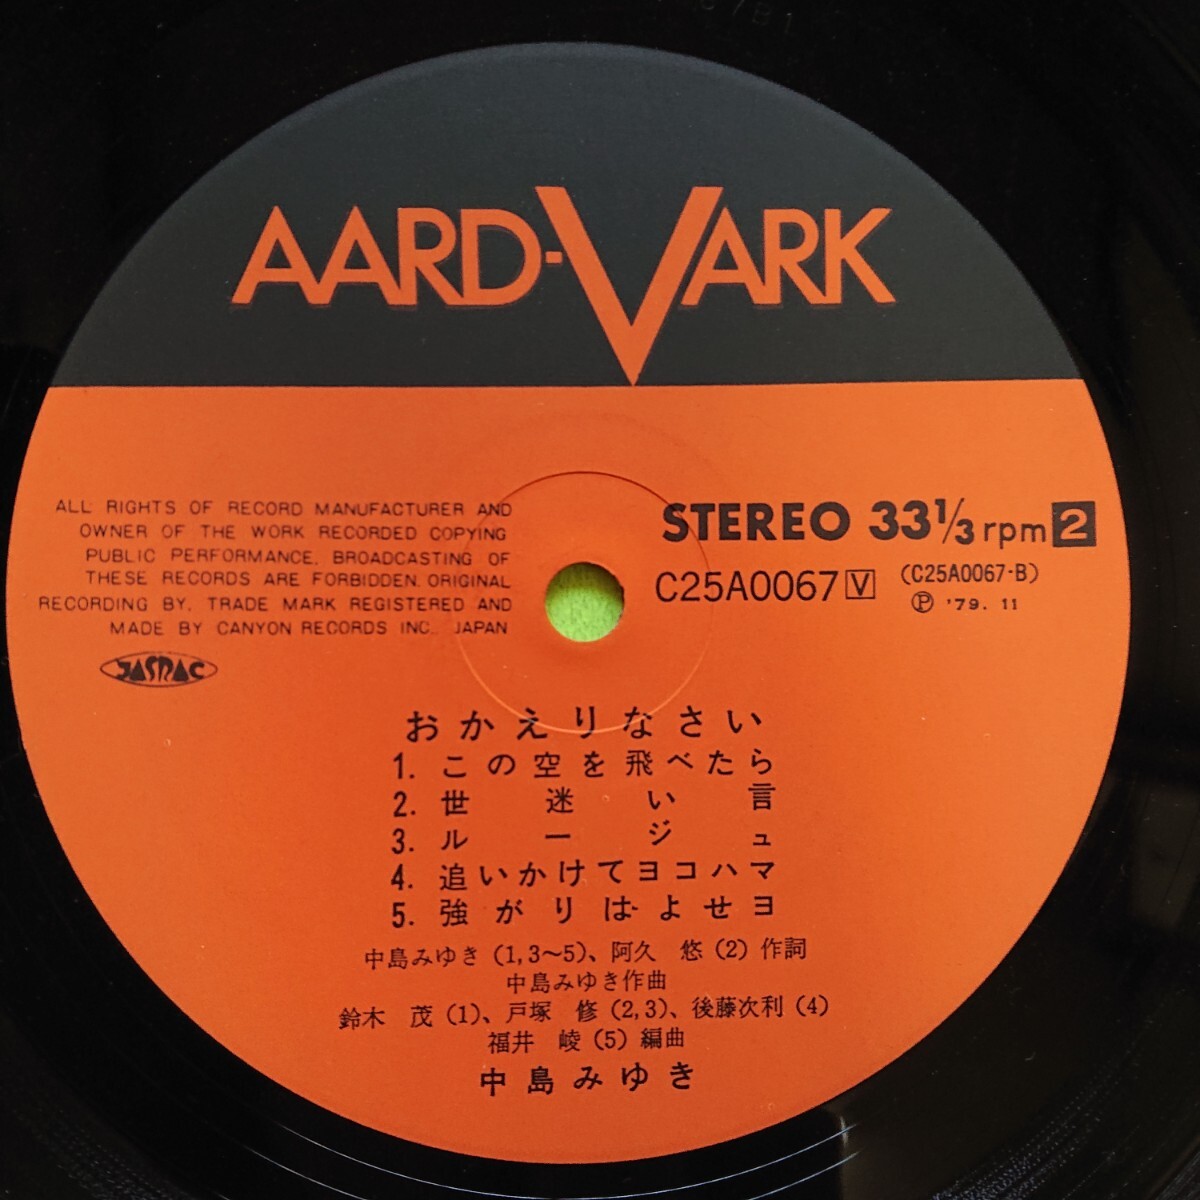 AARD-VARK
ALL RIGHTS OF RECORD MANUFACTURER AND
OWNER OF THE WORK RECORDED COPYING
PUBLIC PERFORMANCE, BROADCASTING OF
THESE RECORDS ARE FORBIDDEN. ORIGINAL
RECORDING BY, TRADE MARK REGISTERED AND
MADE BY CANYON RECORDS INC., JAPAN
JASRAC
STEREO 33 1/3 rpm 2
C25A0067 V (C25A0067-B)
Ⓟ '79. 11
おかえりなさい
1. この空を飛べたら
2. 世迷い言
3. ルージュ
4. 追いかけてヨコハマ
5. 強がりはよせヨ
中島みゆき (1,3〜5)、阿久 悠 (2) 作詞
中島みゆき作曲
鈴木 茂 (1)、戸塚 修 (2,3)、後藤次利 (4)
福井 崚 (5) 編曲
中島みゆき